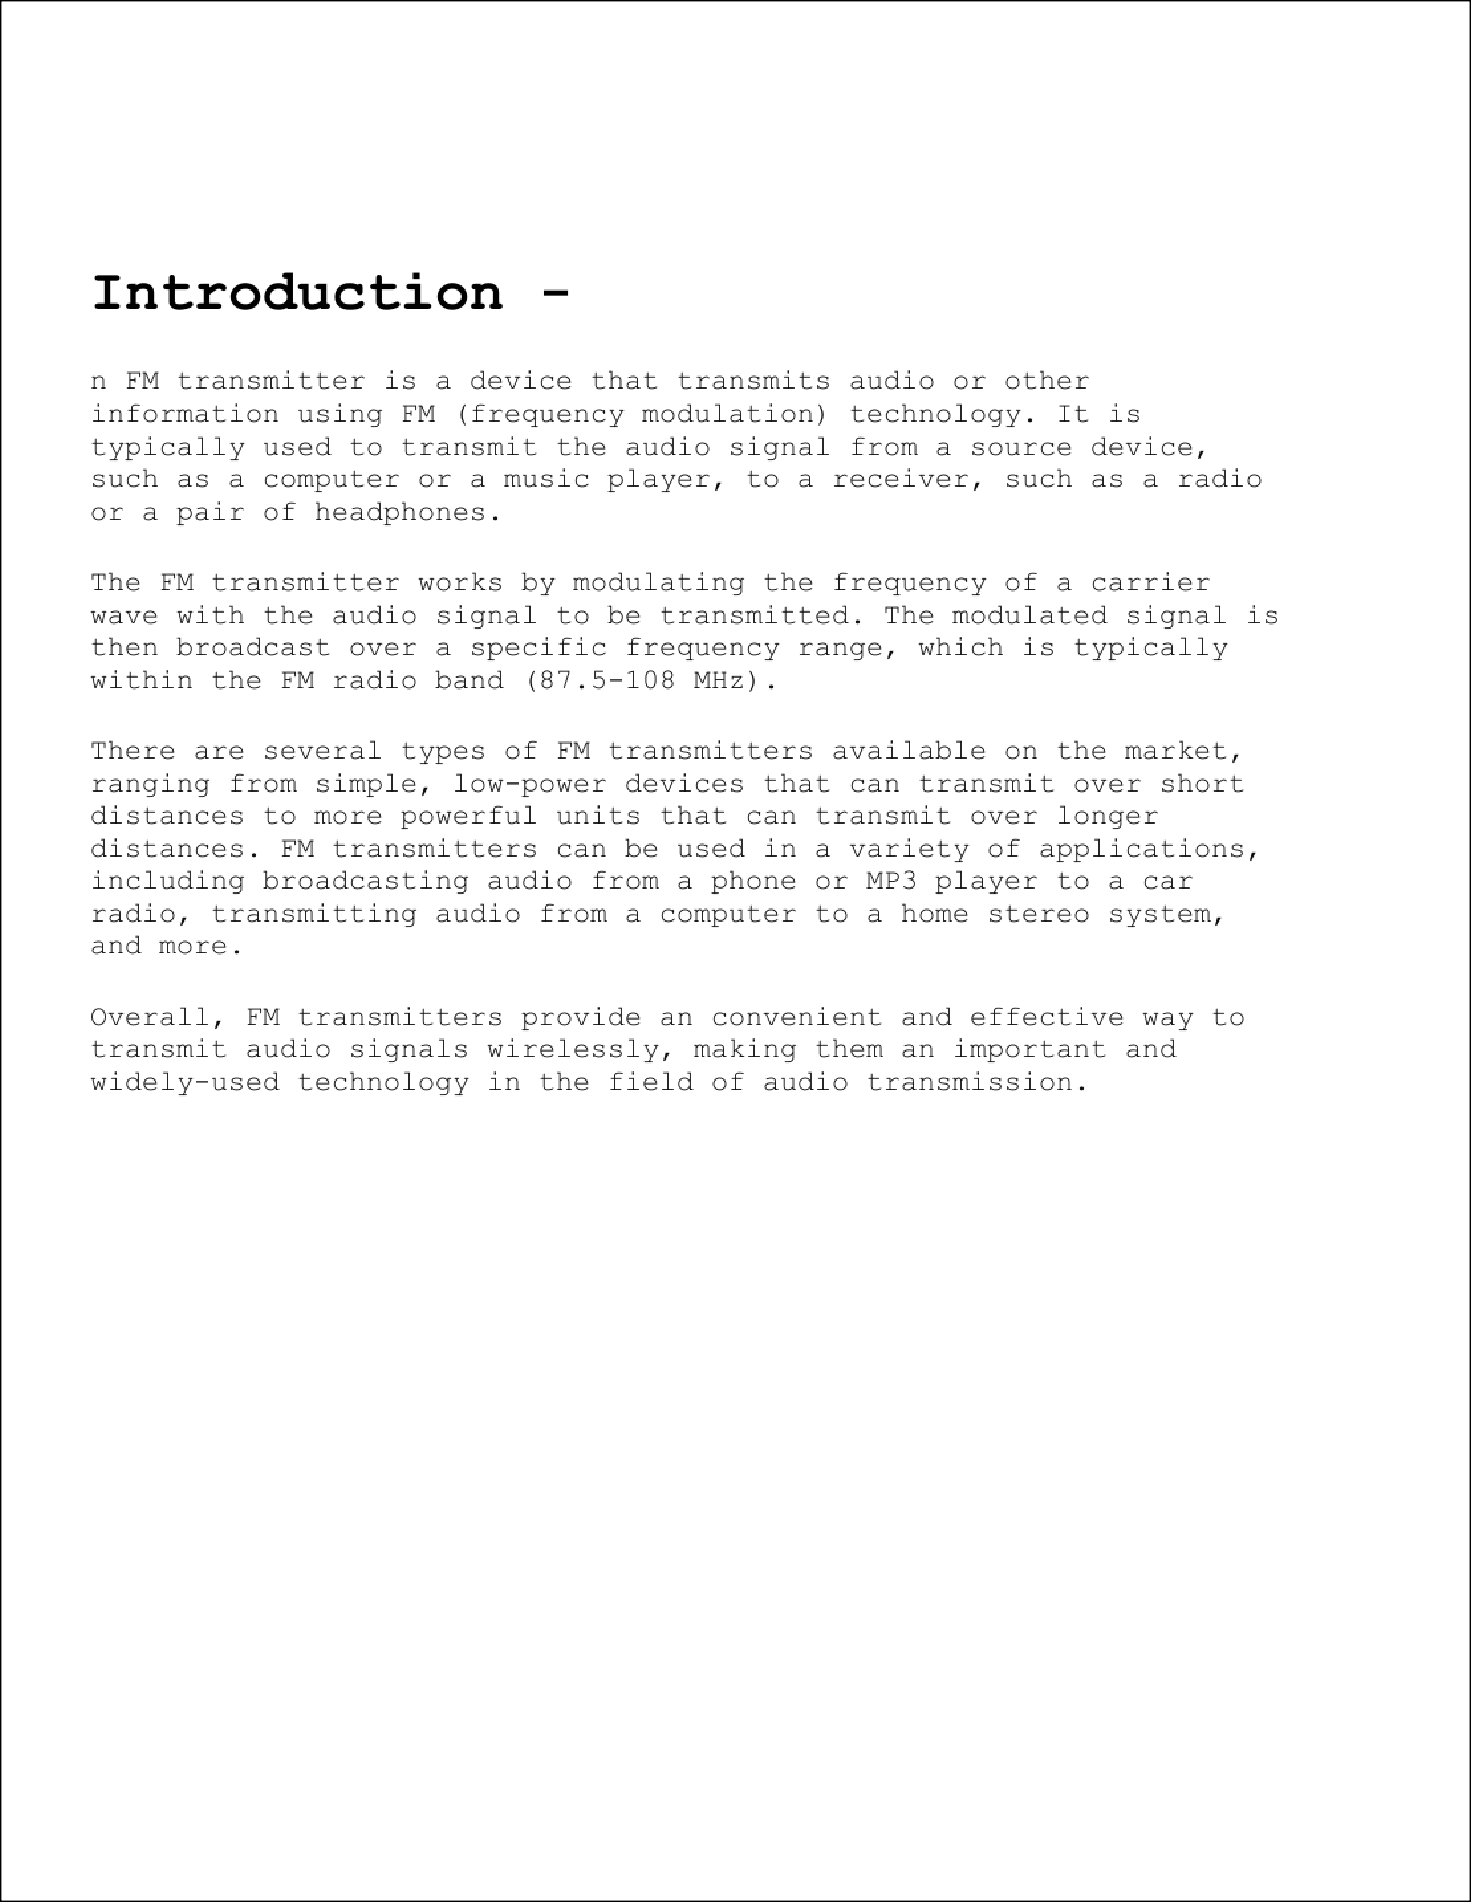 Introduction -
n FM transmitter is a device that transmits audio or other
information using FM (frequency modulation) technology. It is
typically used to transmit the audio signal from a source device,
such as a computer or a music player, to a receiver, such as a radio
or a pair of headphones.
The FM transmitter works by modulating the frequency of a carrier
wave with the audio signal to be transmitted. The modulated signal is
then broadcast over a specific frequency range, which is typically
within the FM radio band (87.5-108 MHz).
There are several types of FM transmitters available on the market,
ranging from simple, low-power devices that can transmit over short
distances to more powerful units that can transmit over longer
distances. FM transmitters can be used in a variety of applications,
including broadcasting audio from a phone or MP3 player to a car
radio, transmitting audio from a computer to a home stereo system,
and more.
Overall, FM transmitters provide an convenient and effective way to
transmit audio signals wirelessly, making them an important and
widely-used technology in the field of audio transmission.